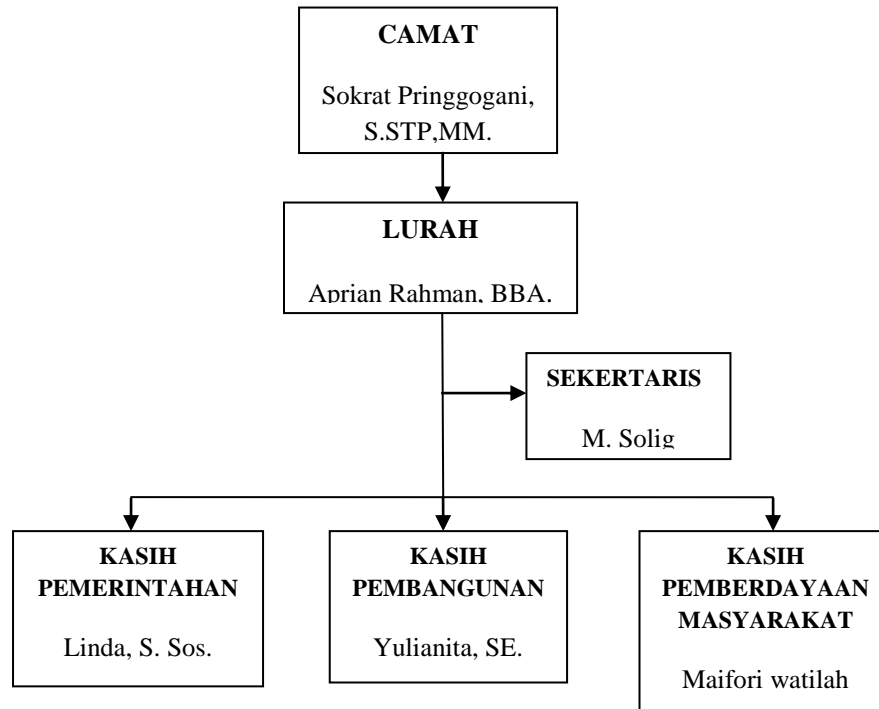 CAMAT
Sokrat Pringgogani,
S.STP,MM.
LURAH
Aprian Rahman, BBA.
SEKERTARIS
M. Solig
KASIH
PEMERINTAHAN
Linda, S. Sos.
KASIH
PEMBANGUNAN
Yulianita, SE.
KASIH
PEMBERDAYAAN
MASYARAKAT
Maifori watilah